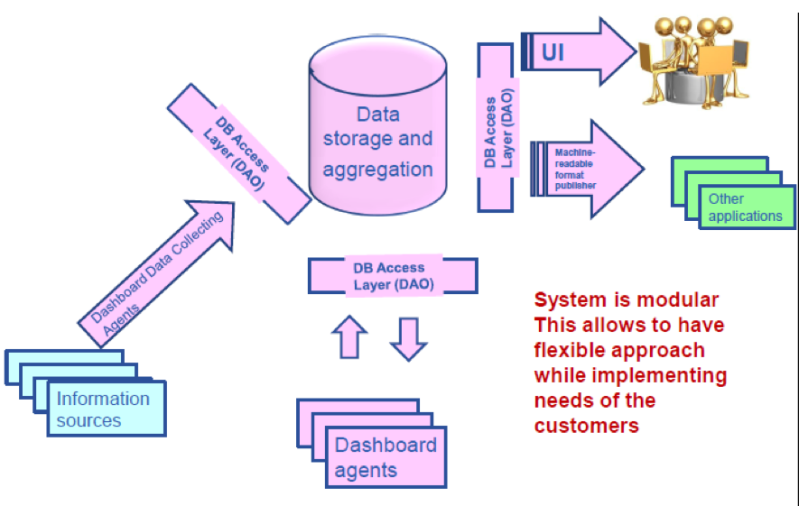 UI
Data
storage and
aggregation
DB Access
Layer (DAO)
DB Access
Layer (DAO)
Machine-
readable
format
publisher
Other
applications
Dashboard Data Collecting
Agents
DB Access
Layer (DAO)
System is modular
This allows to have
flexible approach
while implementing
needs of the
customers
Information
sources
Dashboard
agents